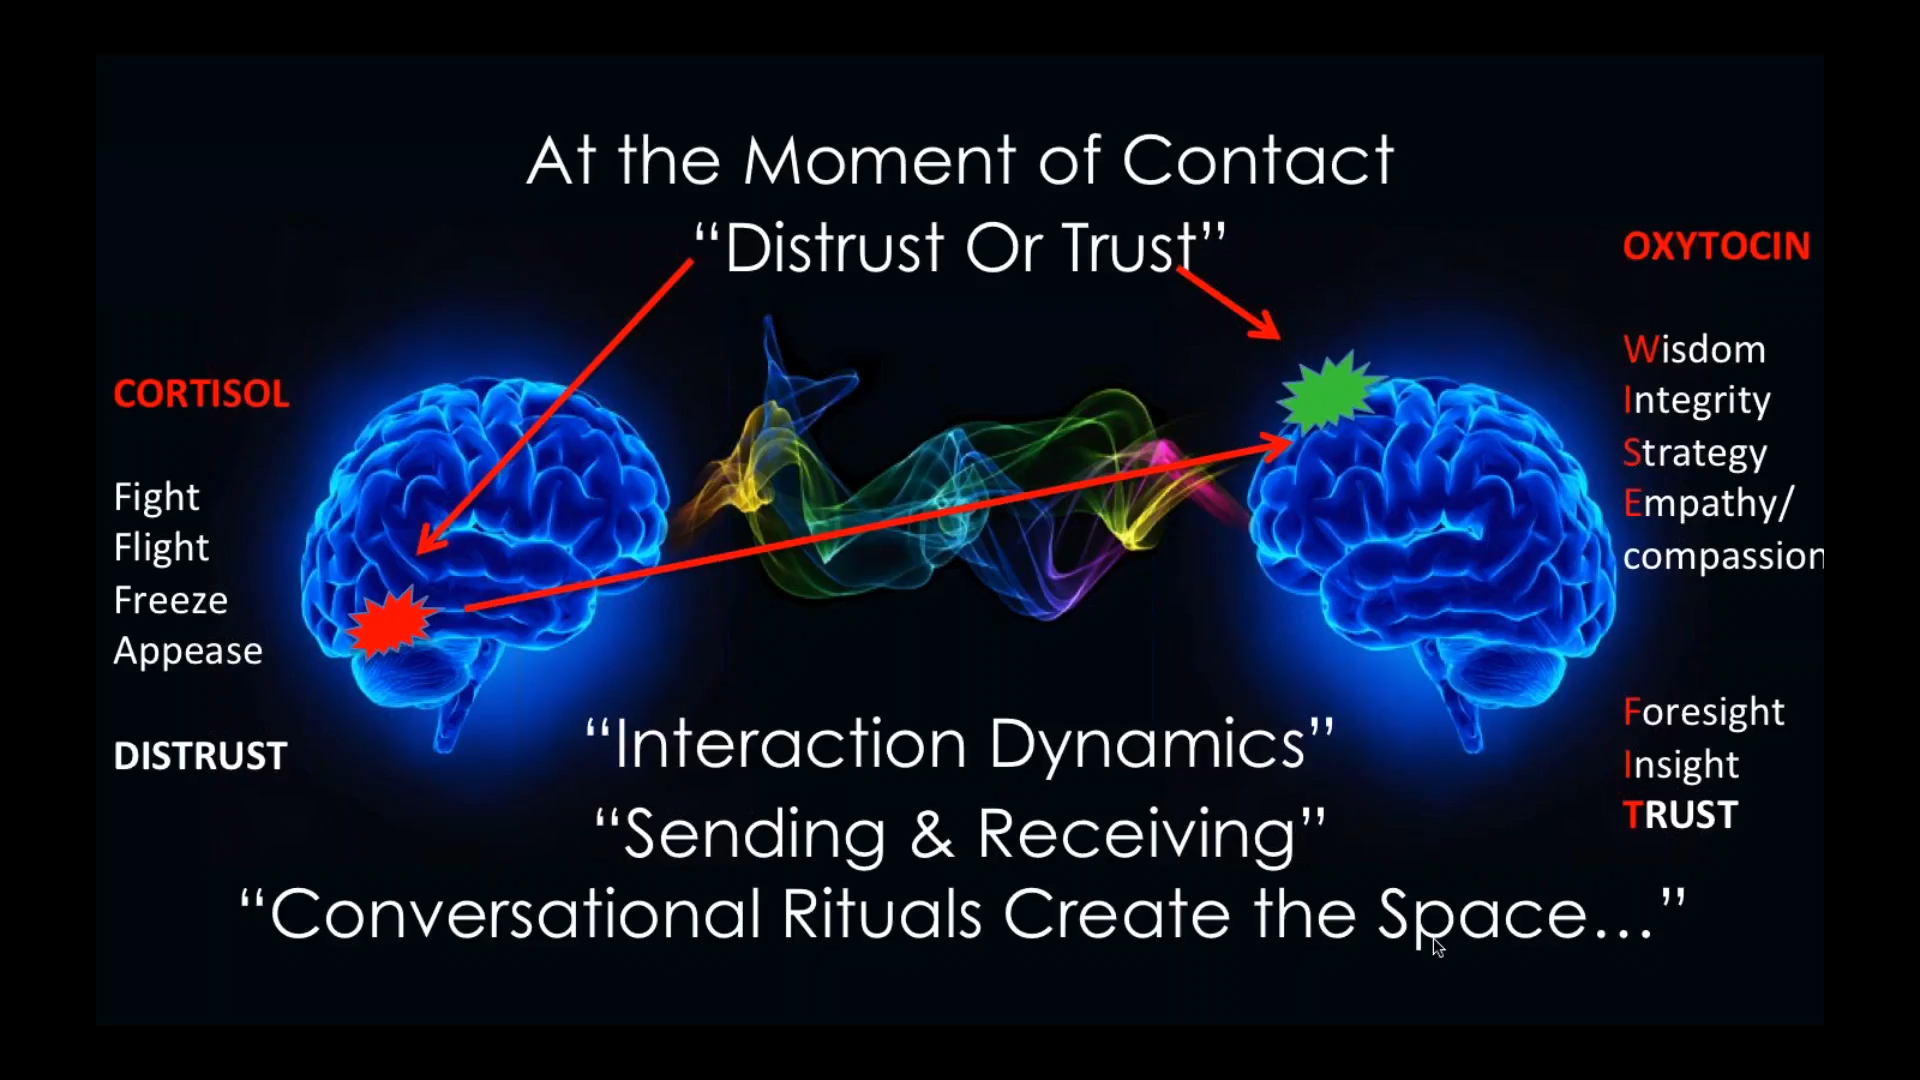 At the Moment of Contact
“Distrust Or Trust”
CORTISOL
Fight
Flight
Freeze
Appease
DISTRUST
OXYTOCIN
Wisdom
Integrity
Strategy
Empathy/
compassion
Foresight
Insight
TRUST
“Interaction Dynamics”
“Sending & Receiving”
“Conversational Rituals Create the Space...”